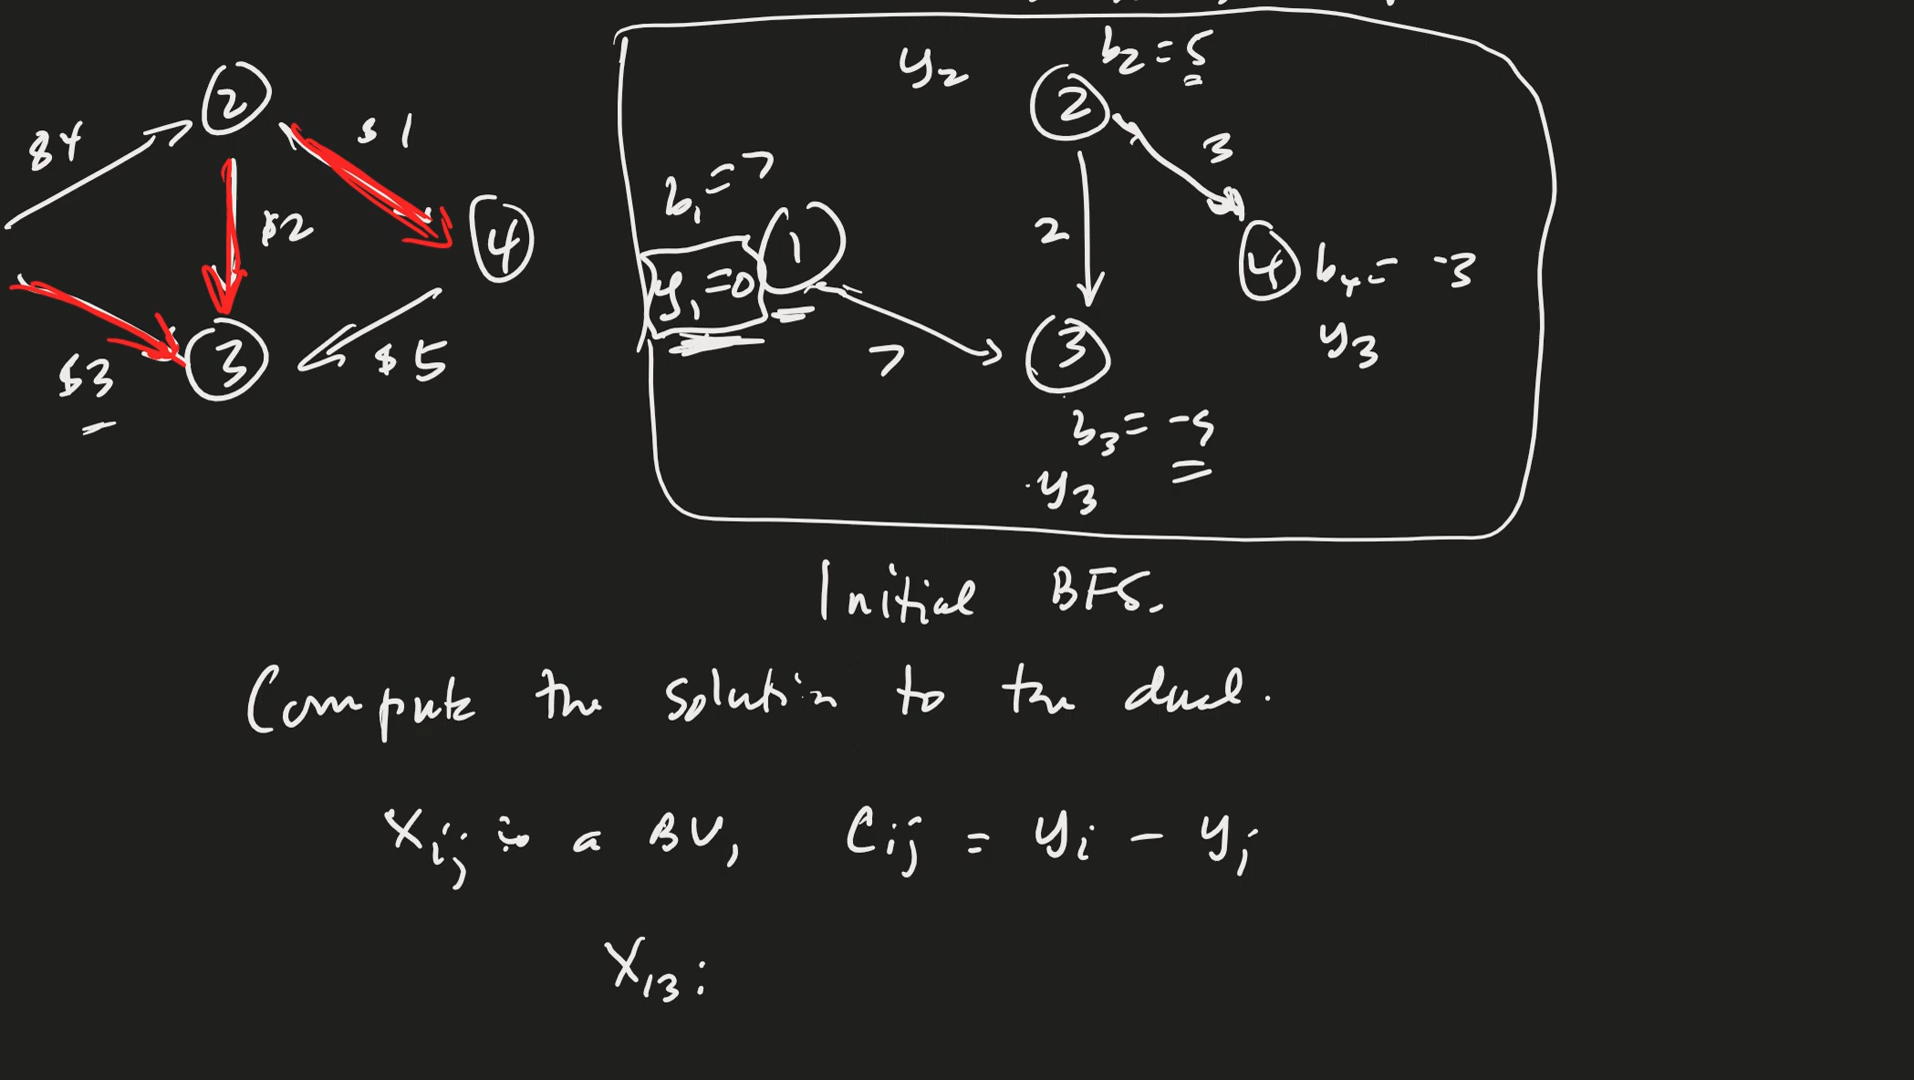 $4
2
$1
$2
4
$3
3
$5
y₂
b₂ = 5
2
3
b₁ = 7
1
y₁ = 0
2
4
b₄ = -3
y₃
7
3
b₃ = -9
y₃
Initial BFS.
Compute the solution to the dual.
Xij is a BV, Cij = yi - yj
X₁₃: